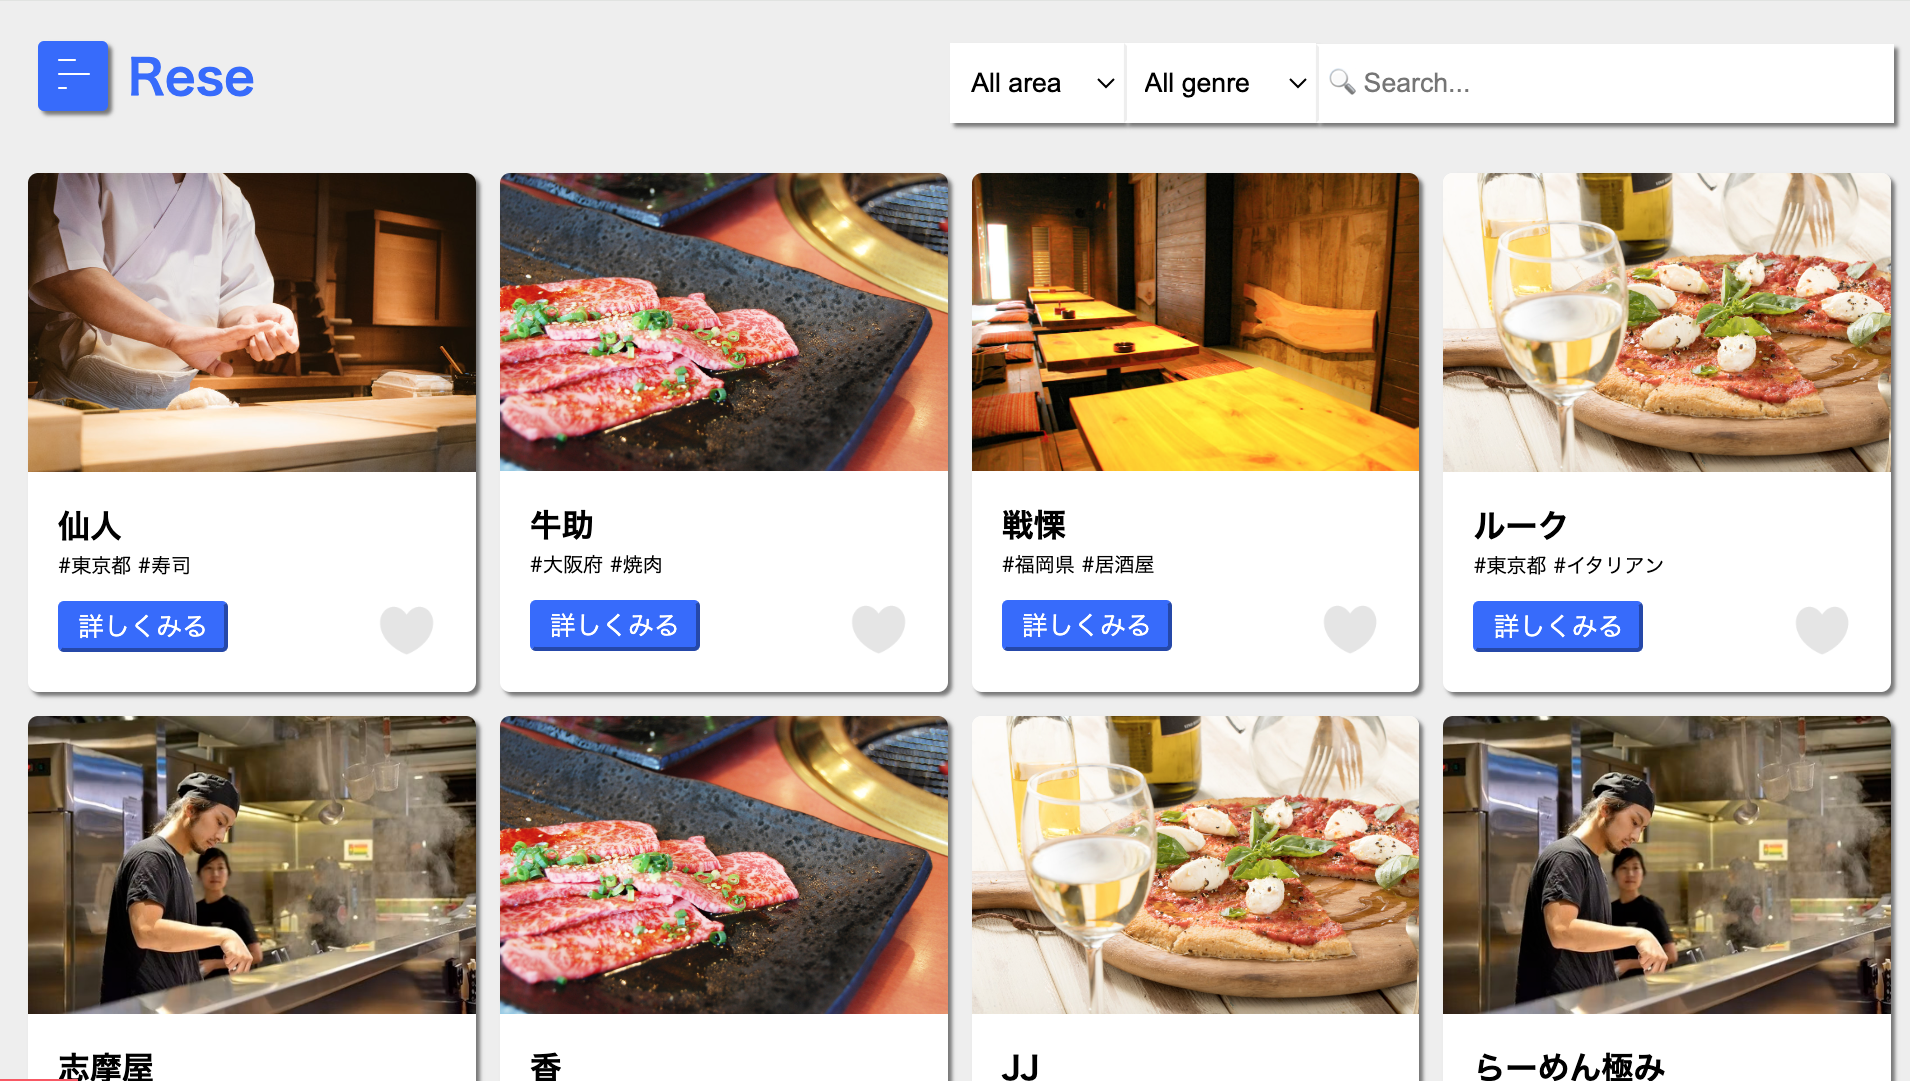 Rese
All area
All genre
🔍 Search...
仙人
#東京都 #寿司
詳しくみる
牛助
#大阪府 #焼肉
詳しくみる
戦慄
#福岡県 #居酒屋
詳しくみる
ルーク
#東京都 #イタリアン
詳しくみる
志摩屋
香
JJ
らーめん極み